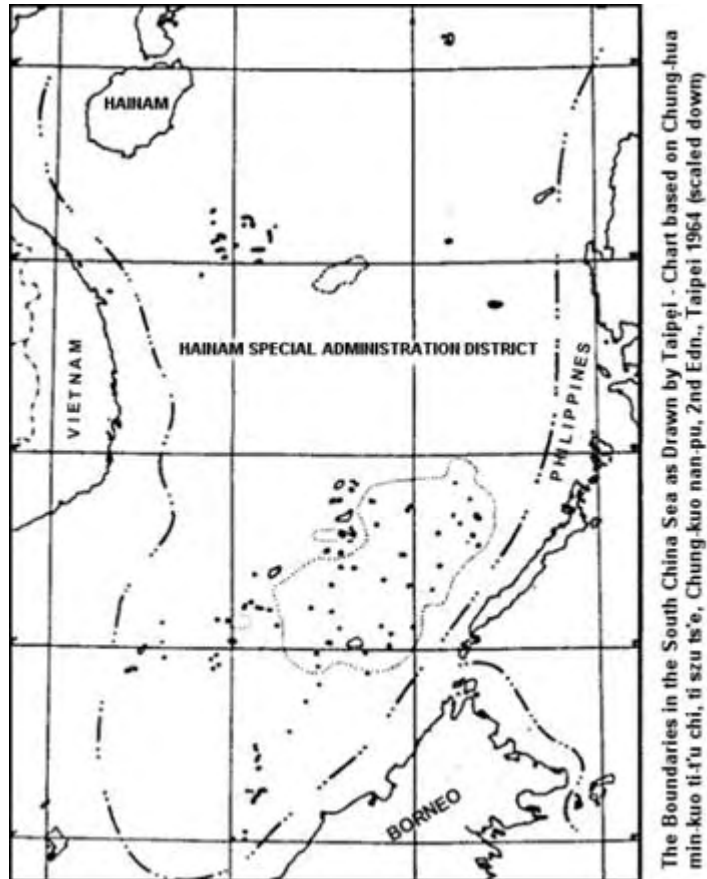 HAINAM
HAINAM SPECIAL ADMINISTRATION DISTRICT
VIETNAM
PHILIPPINES
BORNEO
The Boundaries in the South China Sea as Drawn by Taipei - Chart based on Chung-hua
min-kuo ti-t'u chi, ti szu ts'e, Chung-kuo nan-pu, 2nd Edn., Taipei 1964 (scaled down)